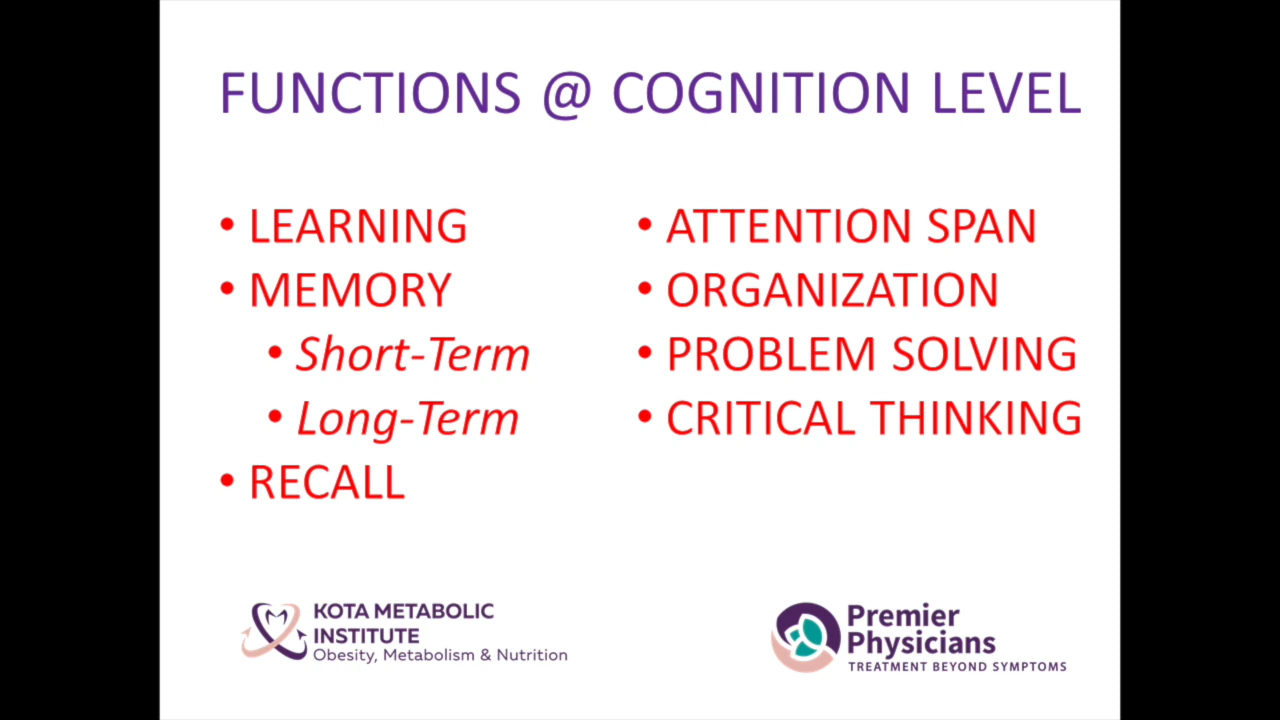 FUNCTIONS @ COGNITION LEVEL
• LEARNING
• MEMORY
• Short-Term
• Long-Term
• RECALL
• ATTENTION SPAN
• ORGANIZATION
• PROBLEM SOLVING
• CRITICAL THINKING
KOTA METABOLIC
INSTITUTE
Obesity, Metabolism & Nutrition
Premier
Physicians
TREATMENT BEYOND SYMPTOMS